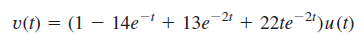 v(t) = (1 − 14e⁻ᵗ + 13e⁻²ᵗ + 22te⁻²ᵗ)u(t)